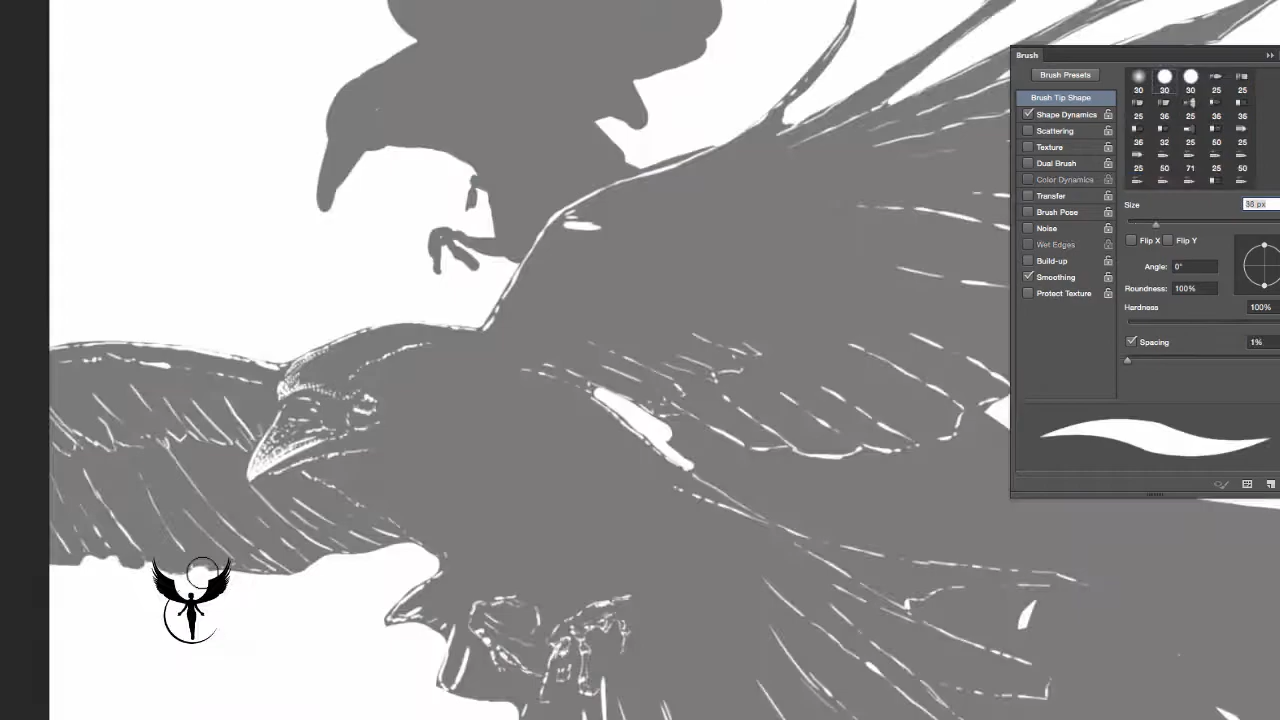 Brush
Brush Presets
Brush Tip Shape
Shape Dynamics
Scattering
Texture
Dual Brush
Color Dynamics
Transfer
Brush Pose
Noise
Wet Edges
Build-up
Smoothing
Protect Texture
30 30 30 25 25
25 36 25 36 36
36 32 25 50 25
25 50 71 25 50
Size
36 px
Flip X Flip Y
Angle: 0°
Roundness: 100%
Hardness
100%
Spacing
1%